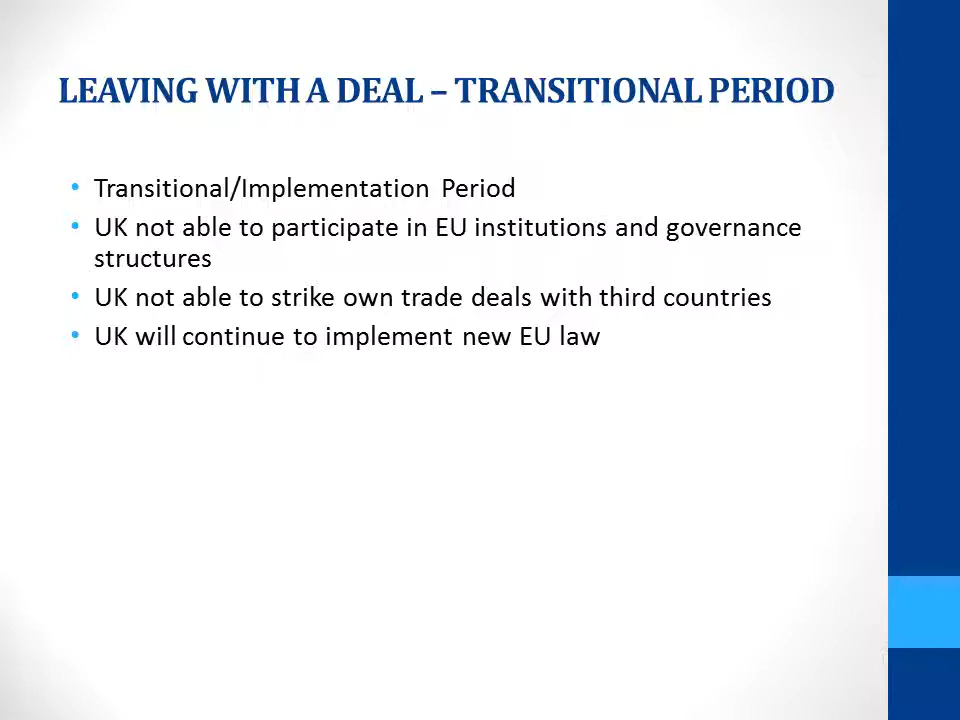 LEAVING WITH A DEAL – TRANSITIONAL PERIOD
• Transitional/Implementation Period
• UK not able to participate in EU institutions and governance
structures
• UK not able to strike own trade deals with third countries
• UK will continue to implement new EU law